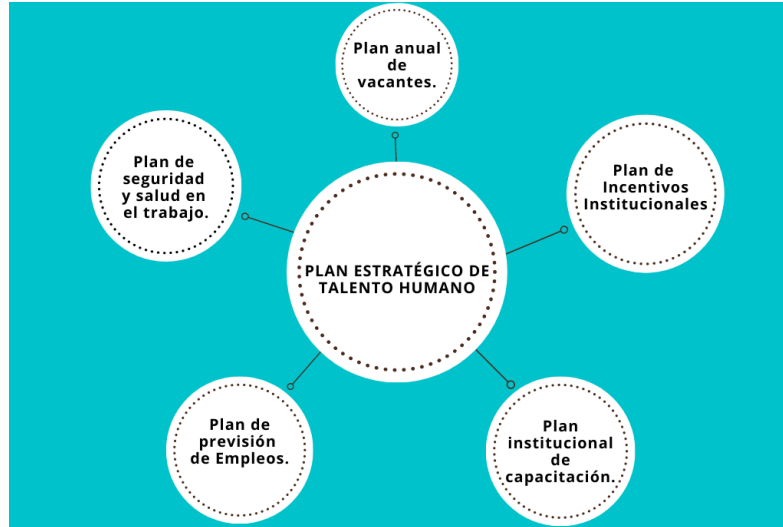 Plan anual
de
vacantes.
Plan de
seguridad
y salud en
el trabajo.
Plan de
Incentivos
Institucionales
PLAN ESTRATÉGICO DE
TALENTO HUMANO
Plan de
previsión
de Empleos.
Plan
institucional
de
capacitación.